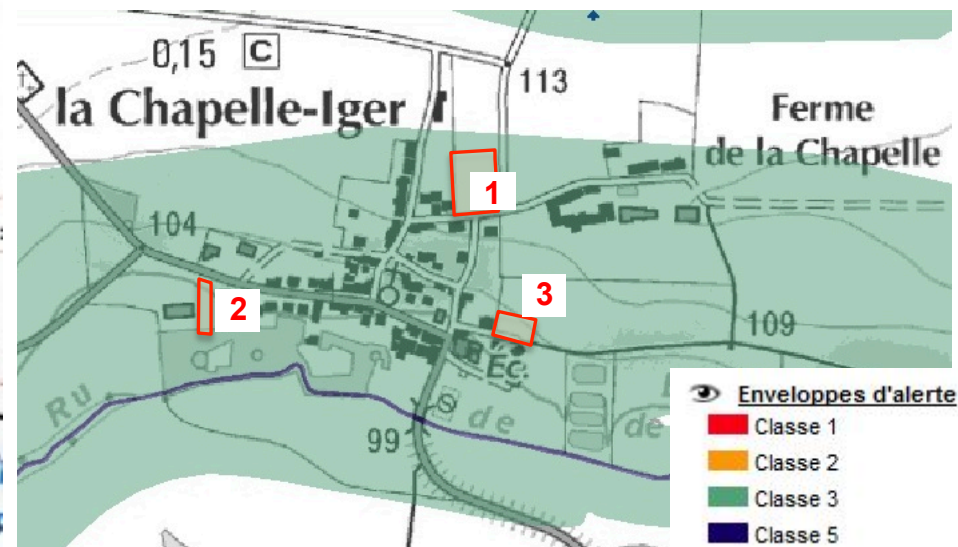 0,15 C
113
la Chapelle-Iger
Ferme
de la Chapelle
1
104
2
3
109
Éc.
Ru
de
de
99
Enveloppes d'alerte
Classe 1
Classe 2
Classe 3
Classe 5